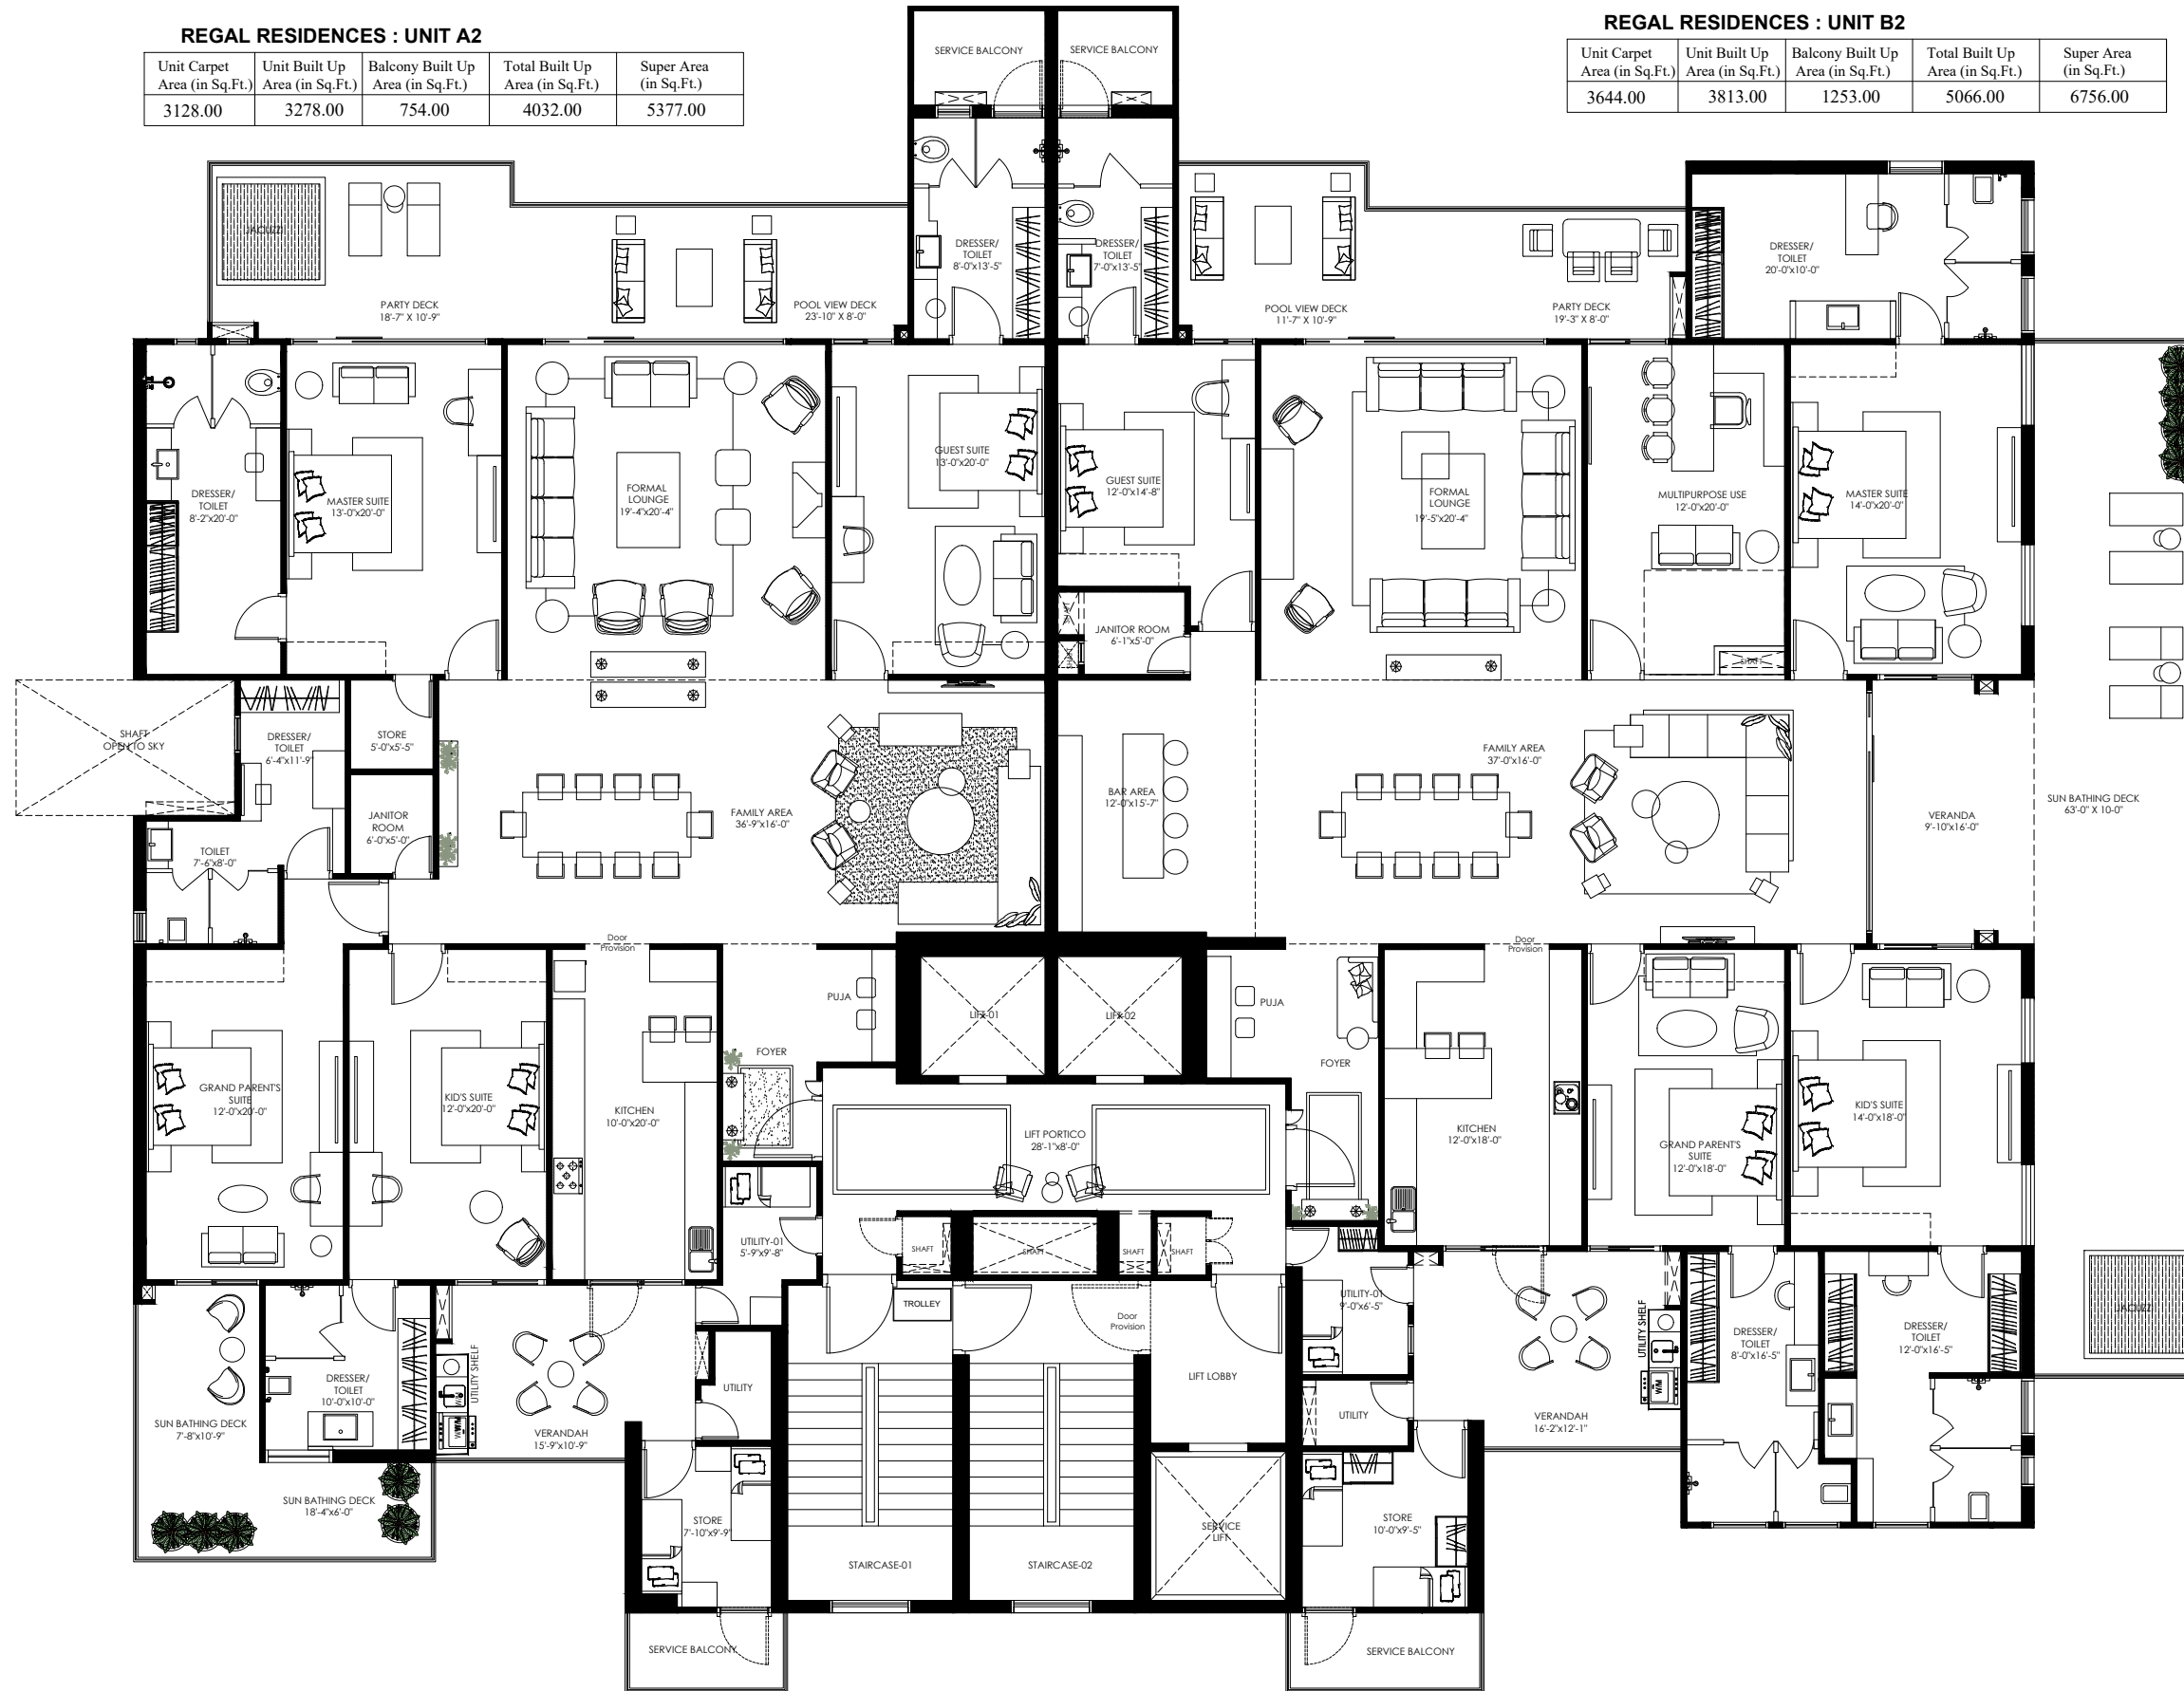 REGAL RESIDENCES : UNIT A2
Unit Carpet Area (in Sq.Ft.)
Unit Built Up Area (in Sq.Ft.)
Balcony Built Up Area (in Sq.Ft.)
Total Built Up Area (in Sq.Ft.)
Super Area (in Sq.Ft.)
3128.00 3278.00 754.00 4032.00 5377.00
REGAL RESIDENCES : UNIT B2
Unit Carpet Area (in Sq.Ft.)
Unit Built Up Area (in Sq.Ft.)
Balcony Built Up Area (in Sq.Ft.)
Total Built Up Area (in Sq.Ft.)
Super Area (in Sq.Ft.)
3644.00 3813.00 1253.00 5066.00 6756.00
SERVICE BALCONY
SERVICE BALCONY
JACUZZI
PARTY DECK
18'-7" X 10'-9"
POOL VIEW DECK
23'-10" X 8'-0"
DRESSER/
TOILET
8'-0"x13'-5"
DRESSER/
TOILET
7'-0"x13'-5"
POOL VIEW DECK
11'-7" X 10'-9"
PARTY DECK
19'-3" X 8'-0"
DRESSER/
TOILET
20'-0"x10'-0"
DRESSER/
TOILET
8'-2"x20'-0"
MASTER SUITE
13'-0"x20'-0"
FORMAL
LOUNGE
19'-4"x20'-4"
GUEST SUITE
13'-0"x20'-0"
GUEST SUITE
12'-0"x14'-8"
FORMAL
LOUNGE
19'-5"x20'-4"
MULTIPURPOSE USE
12'-0"x20'-0"
MASTER SUITE
14'-0"x20'-0"
JANITOR ROOM
6'-1"x5'-0"
SHAFT
SHAFT
SHAFT
OPEN TO SKY
DRESSER/
TOILET
6'-4"x11'-9"
STORE
5'-0"x5'-5"
JANITOR
ROOM
6'-0"x5'-0"
TOILET
7'-6"x8'-0"
FAMILY AREA
36'-9"x16'-0"
BAR AREA
12'-0"x15'-7"
FAMILY AREA
37'-0"x16'-0"
VERANDA
9'-10"x16'-0"
SUN BATHING DECK
63'-0" X 10-0"
Door
Provision
Door
Provision
PUJA
LIFT-01
LIFT-02
PUJA
FOYER
FOYER
GRAND PARENT'S
SUITE
12'-0"x20'-0"
KID'S SUITE
12'-0"x20'-0"
KITCHEN
10'-0"x20'-0"
LIFT PORTICO
28'-1"x8'-0"
KITCHEN
12'-0"x18'-0"
GRAND PARENT'S
SUITE
12'-0"x18'-0"
KID'S SUITE
14'-0"x18'-0"
UTILITY-01
5'-9"x9'-8"
SHAFT
SHAFT
SHAFT
SHAFT
TROLLEY
Door
Provision
UTILITY-01
9'-0"x6'-5"
JACUZZI
SUN BATHING DECK
7'-8"x10'-9"
DRESSER/
TOILET
10'-0"x10'-0"
UTILITY SHELF
W/M
VERANDAH
15'-9"x10'-9"
UTILITY
LIFT LOBBY
UTILITY
UTILITY SHELF
W/M
VERANDAH
16'-2"x12'-1"
DRESSER/
TOILET
8'-0"x16'-5"
DRESSER/
TOILET
12'-0"x16'-5"
SUN BATHING DECK
18'-4"x6'-0"
STORE
7'-10"x9'-9"
STAIRCASE-01
STAIRCASE-02
SERVICE
LIFT
STORE
10'-0"x9'-5"
SERVICE BALCONY
SERVICE BALCONY